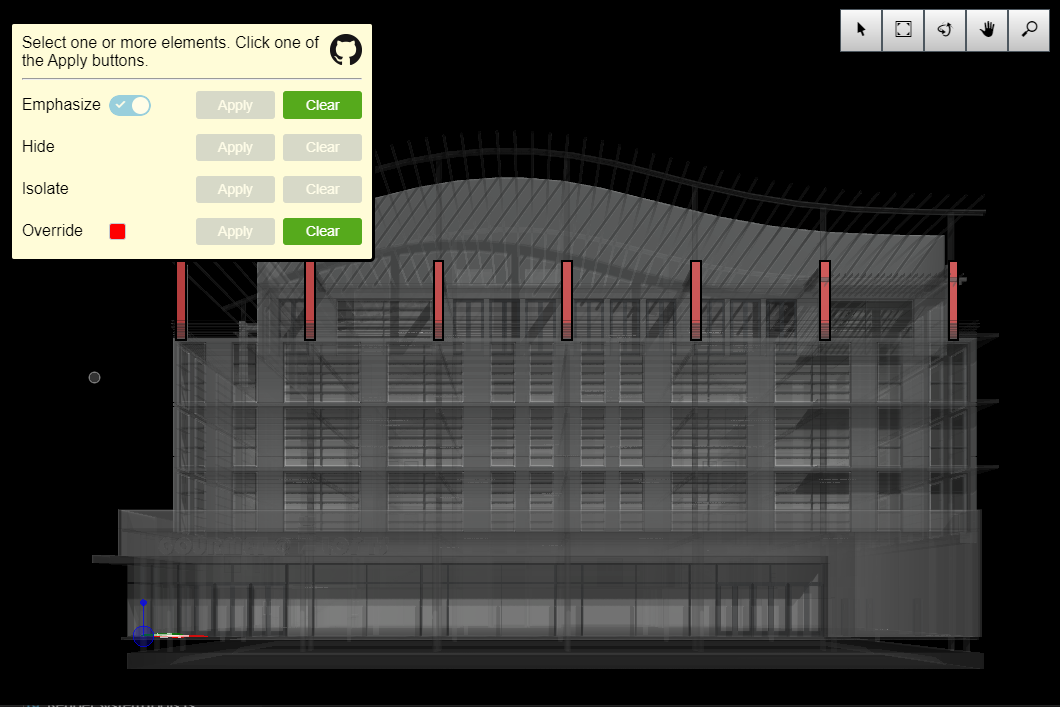 Select one or more elements. Click one of
the Apply buttons.
Emphasize Apply Clear
Hide Apply Clear
Isolate Apply Clear
Override Apply Clear